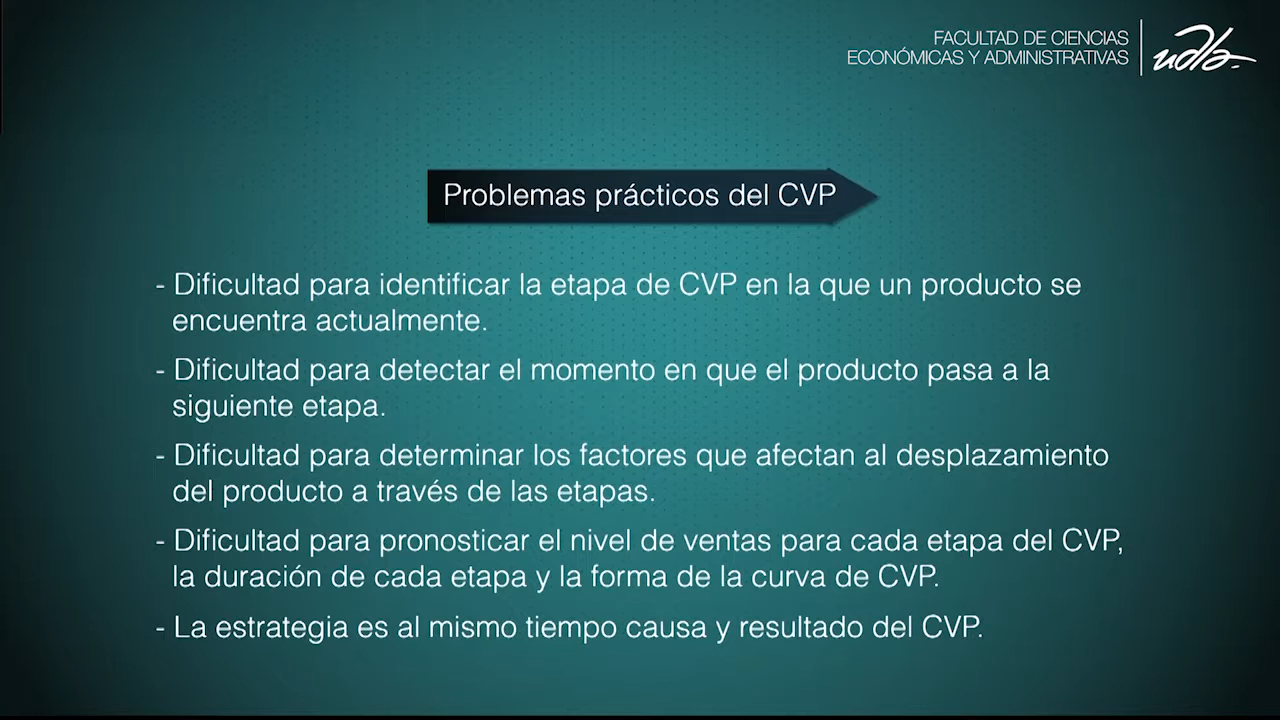 FACULTAD DE CIENCIAS
ECONÓMICAS Y ADMINISTRATIVAS
udla-
Problemas prácticos del CVP
- Dificultad para identificar la etapa de CVP en la que un producto se
encuentra actualmente.
- Dificultad para detectar el momento en que el producto pasa a la
siguiente etapa.
- Dificultad para determinar los factores que afectan al desplazamiento
del producto a través de las etapas.
- Dificultad para pronosticar el nivel de ventas para cada etapa del CVP,
la duración de cada etapa y la forma de la curva de CVP.
- La estrategia es al mismo tiempo causa y resultado del CVP.